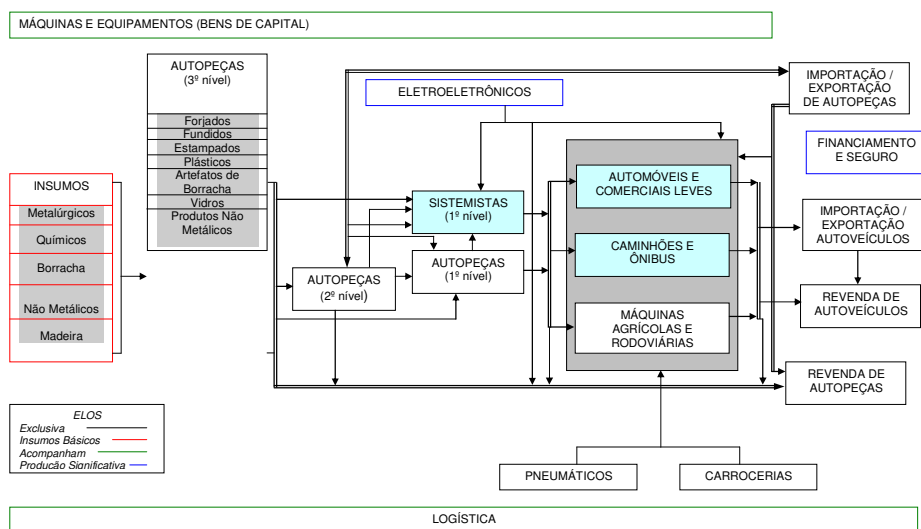 MÁQUINAS E EQUIPAMENTOS (BENS DE CAPITAL)
AUTOPEÇAS
(3º nível)
Forjados
Fundidos
Estampados
Plásticos
Artefatos de
Borracha
Vidros
Produtos Não
Metálicos
INSUMOS
Metalúrgicos
Químicos
Borracha
Não Metálicos
Madeira
ELETROELETRÔNICOS
SISTEMISTAS
(1º nível)
AUTOPEÇAS
(2º nível)
AUTOPEÇAS
(1º nível)
AUTOMÓVEIS E
COMERCIAIS LEVES
CAMINHÕES E
ÔNIBUS
MÁQUINAS
AGRÍCOLAS E
RODOVIÁRIAS
IMPORTAÇÃO /
EXPORTAÇÃO
DE AUTOPEÇAS
FINANCIAMENTO
E SEGURO
IMPORTAÇÃO /
EXPORTAÇÃO
AUTOVEÍCULOS
REVENDA DE
AUTOVEÍCULOS
REVENDA DE
AUTOPEÇAS
PNEUMÁTICOS
CARROCERIAS
ELOS
Exclusiva
Insumos Básicos
Acompanham
Produção Significativa
LOGÍSTICA